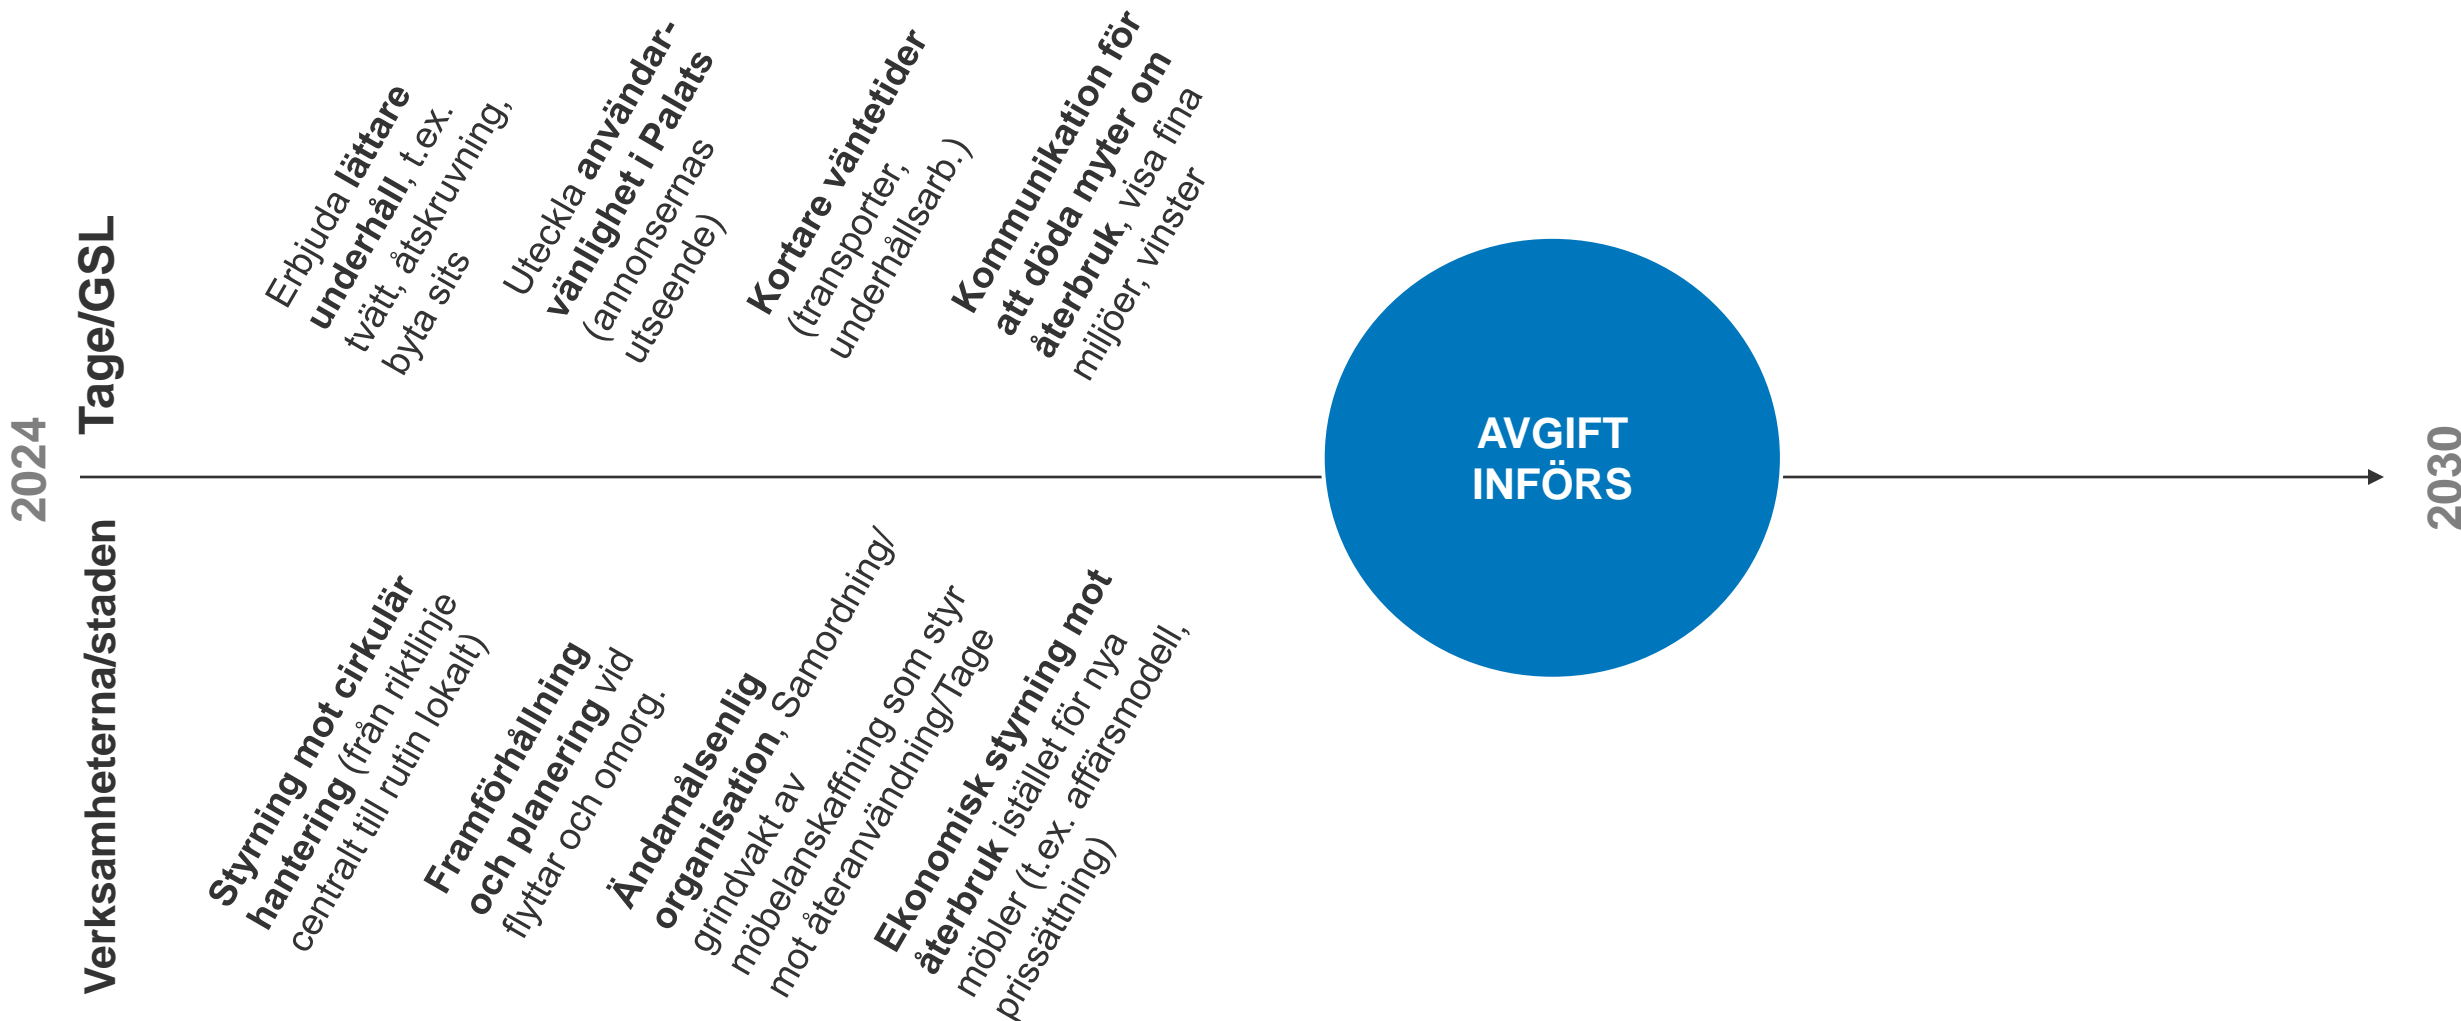 2024
Tage/GSL
Erbjuda lättare
underhåll, t.ex.
tvätt, åtskruvning,
byta sits
Uteckla användar-
vänlighet i Palats
(annonsernas
utseende)
Kortare väntetider
(transporter,
underhållsarb.)
Kommunikation för
att döda myter om
återbruk, visa fina
miljöer, vinster
AVGIFT
INFÖRS
2030
Verksamheterna/staden
Styrning mot cirkulär
hantering (från riktlinje
centralt till rutin lokalt)
Framförhållning
och planering vid
flyttar och omorg.
Ändamålsenlig
organisation, Samordning/
grindvakt av
möbelanskaffning som styr
mot återanvändning/Tage
Ekonomisk styrning mot
återbruk istället för nya
möbler (t.ex. affärsmodell,
prissättning)